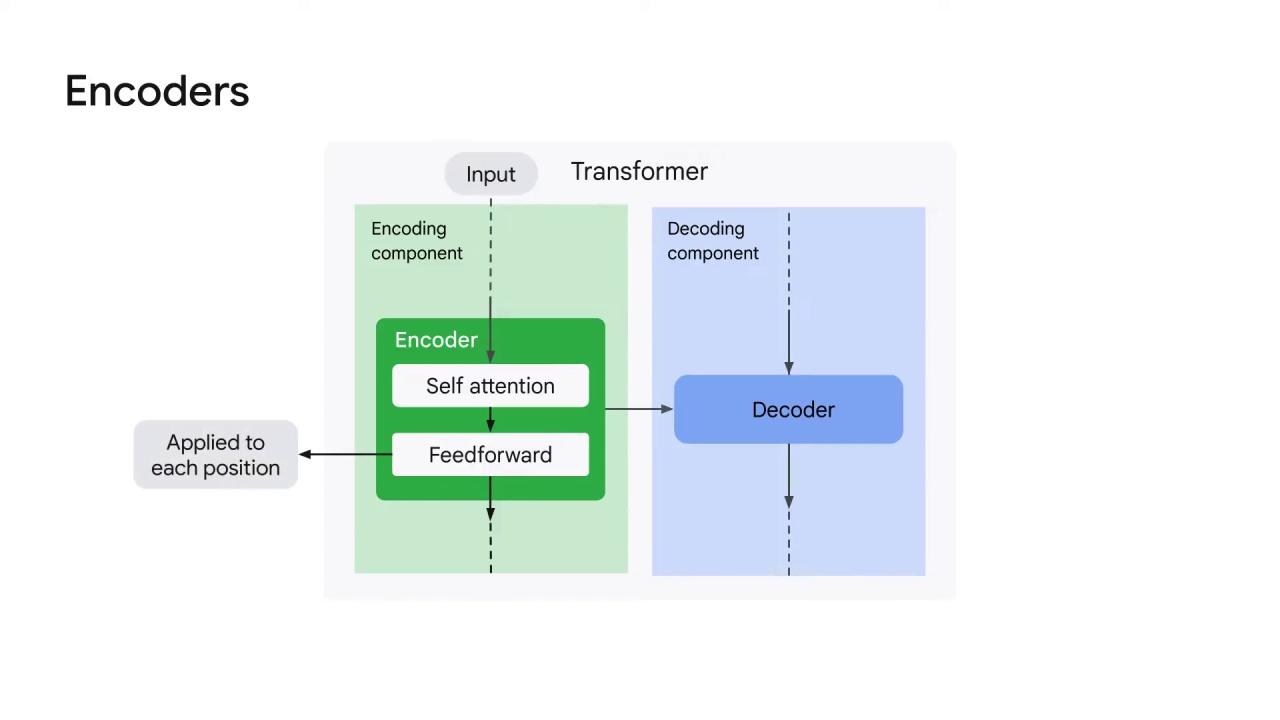 Encoders
Input
Transformer
Encoding
component
Decoding
component
Encoder
Self attention
Decoder
Applied to
each position
Feedforward